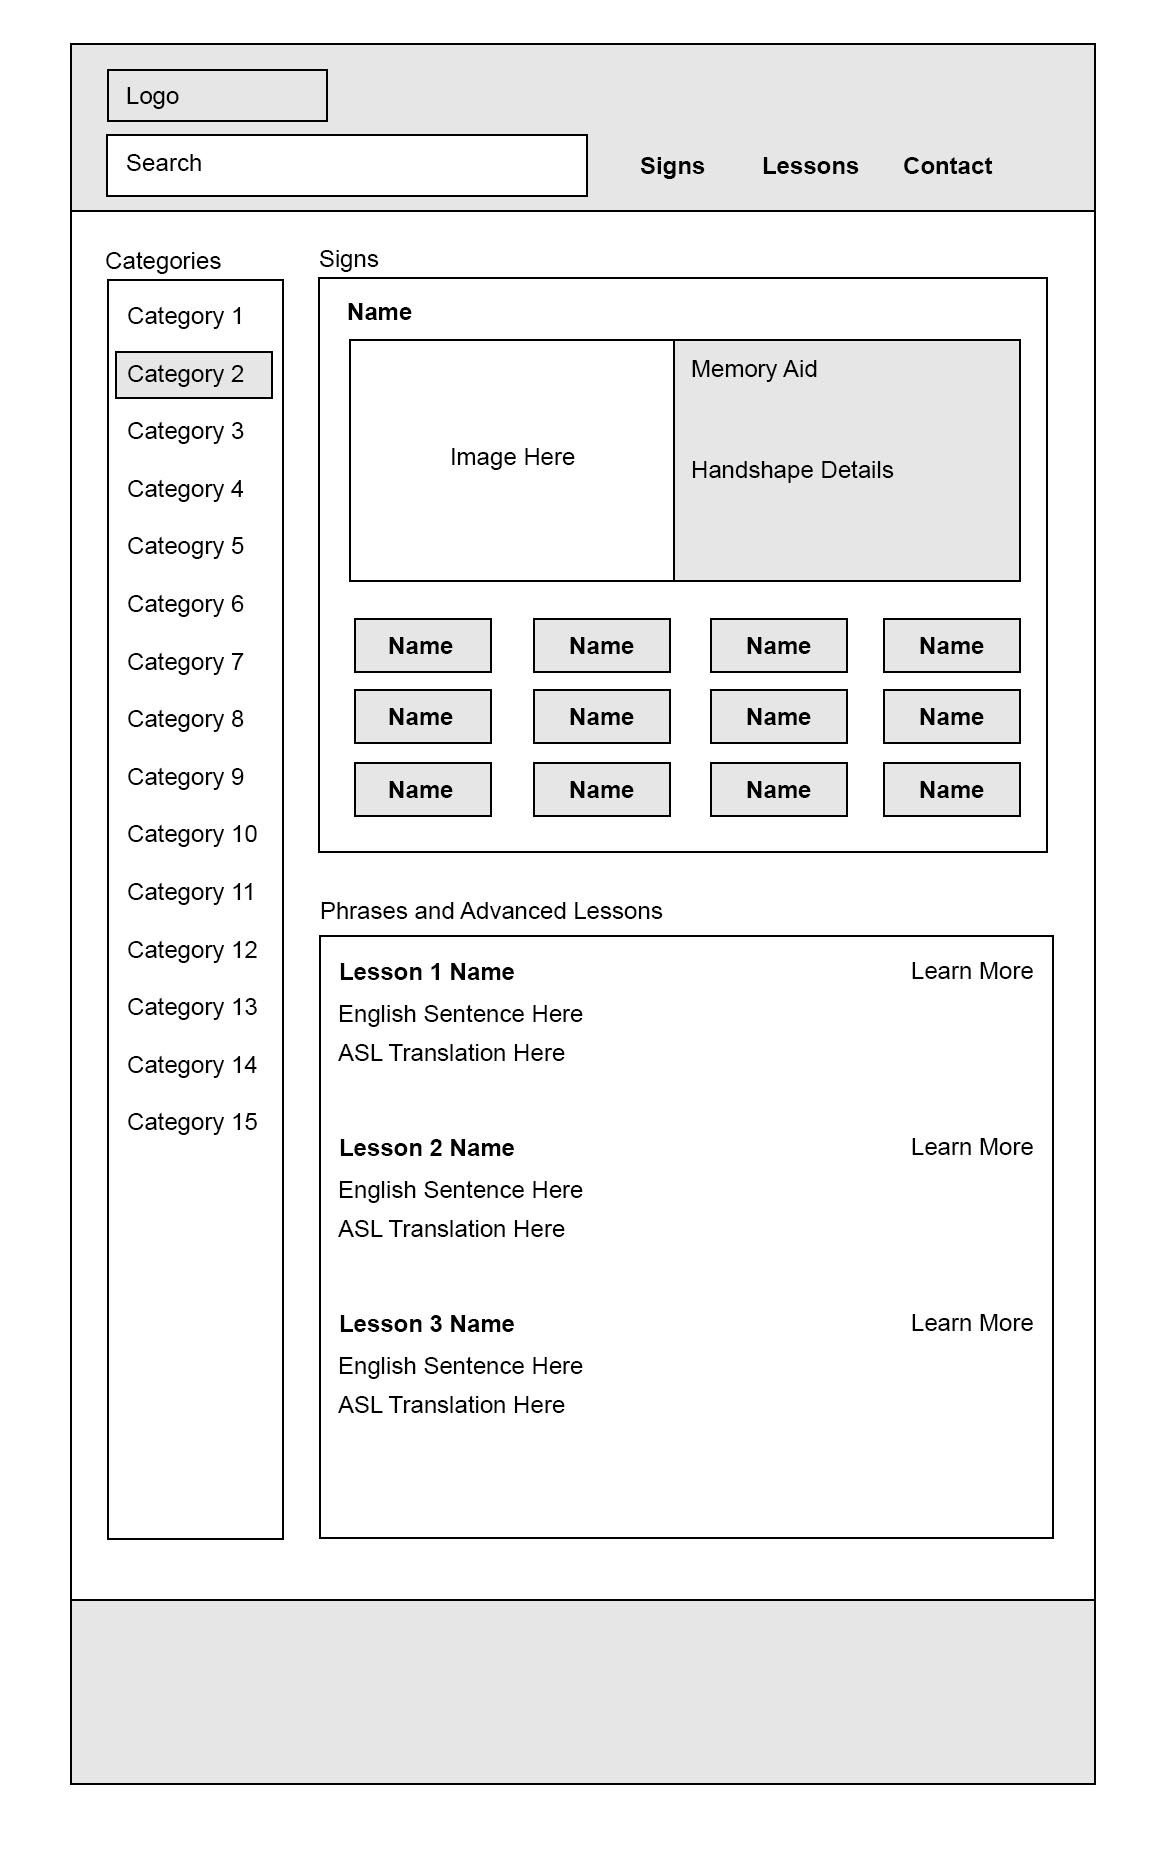 Logo
Search
Signs Lessons Contact
Categories
Category 1
Category 2
Category 3
Category 4
Cateogry 5
Category 6
Category 7
Category 8
Category 9
Category 10
Category 11
Category 12
Category 13
Category 14
Category 15
Signs
Name
Image Here
Memory Aid
Handshape Details
Name Name Name Name
Name Name Name Name
Name Name Name Name
Phrases and Advanced Lessons
Lesson 1 Name Learn More
English Sentence Here
ASL Translation Here
Lesson 2 Name Learn More
English Sentence Here
ASL Translation Here
Lesson 3 Name Learn More
English Sentence Here
ASL Translation Here